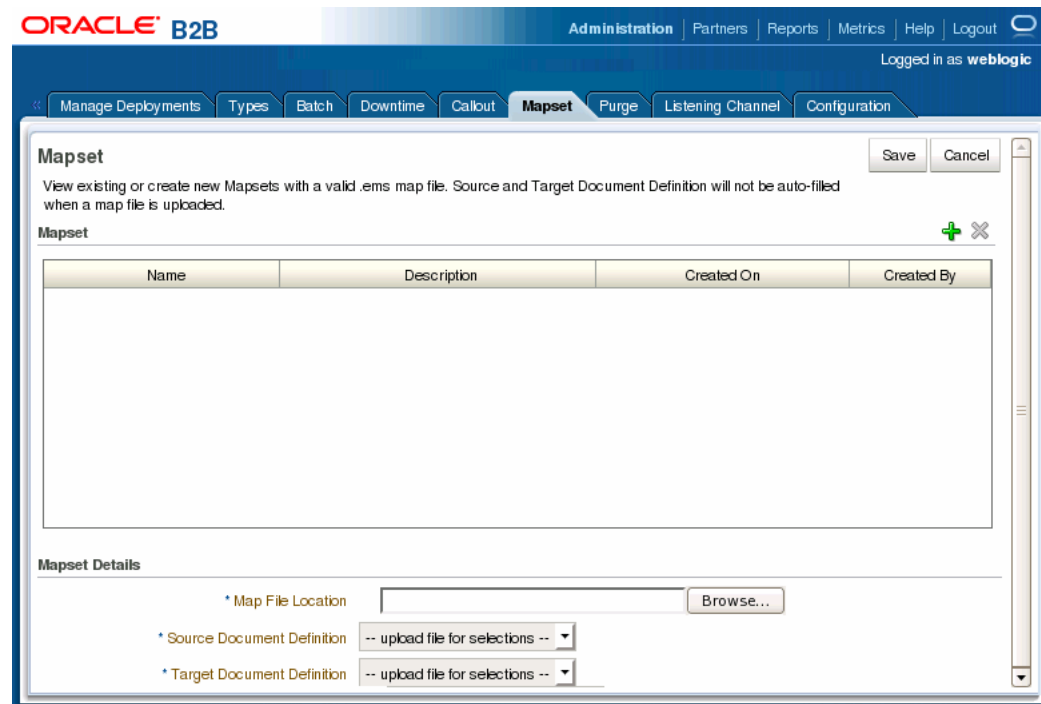 ORACLE B2B
Administration Partners Reports Metrics Help Logout
Logged in as weblogic
« Manage Deployments Types Batch Downtime Callout Mapset Purge Listening Channel Configuration
Mapset
Save Cancel
View existing or create new Mapsets with a valid .ems map file. Source and Target Document Definition will not be auto-filled
when a map file is uploaded.
Mapset
Name Description Created On Created By
Mapset Details
* Map File Location Browse...
* Source Document Definition -- upload file for selections --
* Target Document Definition -- upload file for selections --